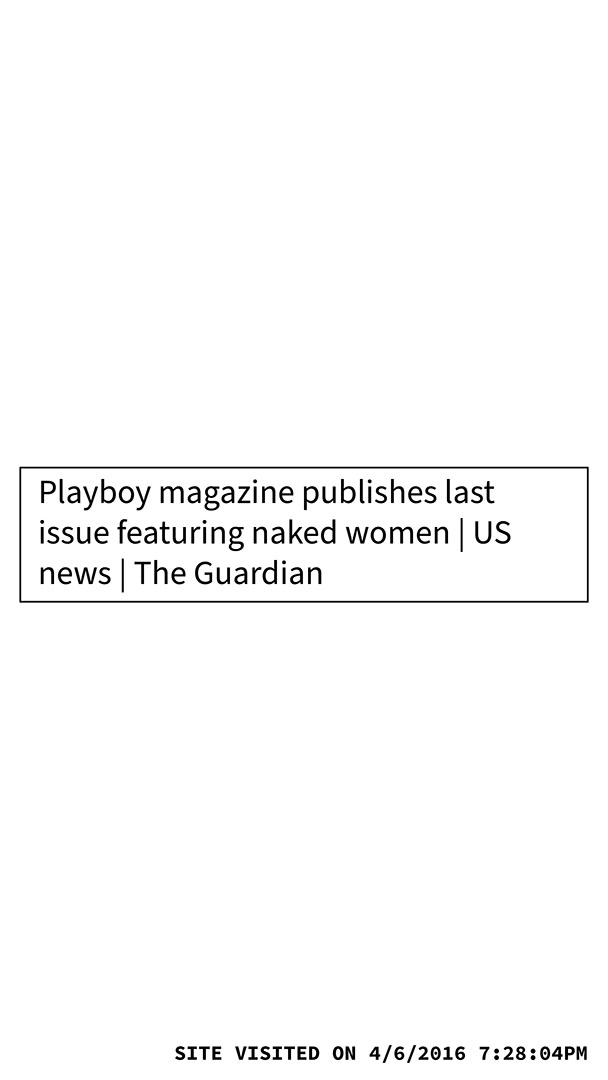 Playboy magazine publishes last
issue featuring naked women | US
news | The Guardian
SITE VISITED ON 4/6/2016 7:28:04PM